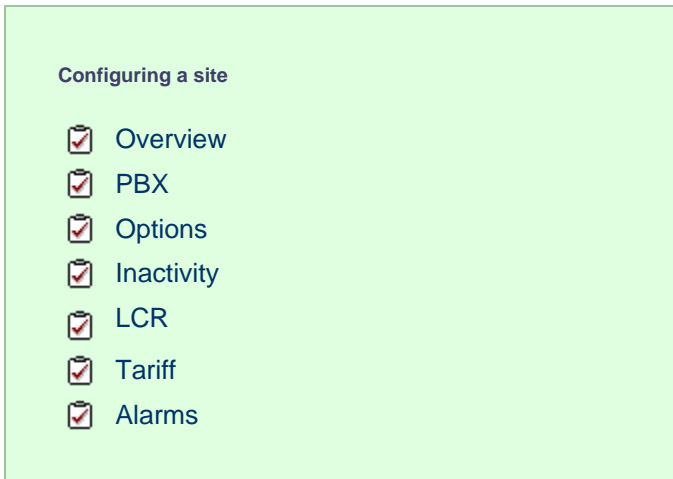 Configuring a site
Overview
PBX
Options
Inactivity
LCR
Tariff
Alarms